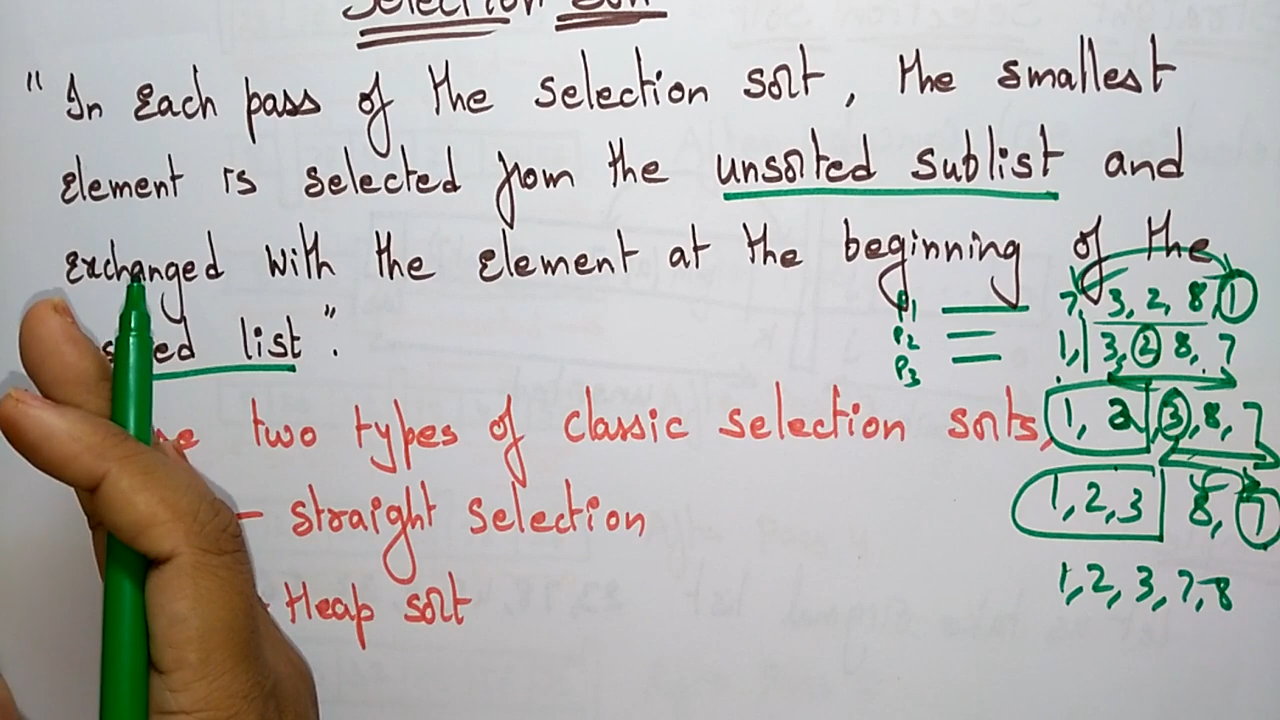 Selection Sort
" In Each pass of the selection sort, the smallest
Element is selected from the unsorted sublist and
Exchanged with the element at the beginning of the
list ".
two types of classic selection sorts,
- straight selection
- Heap sort
P1 7, 3, 2, 8, 1
P2 1, 3, 2 8, 7
P3
1, 2, 3, 8, 7
1, 2, 3 8, 7
1, 2, 3, 7, 8